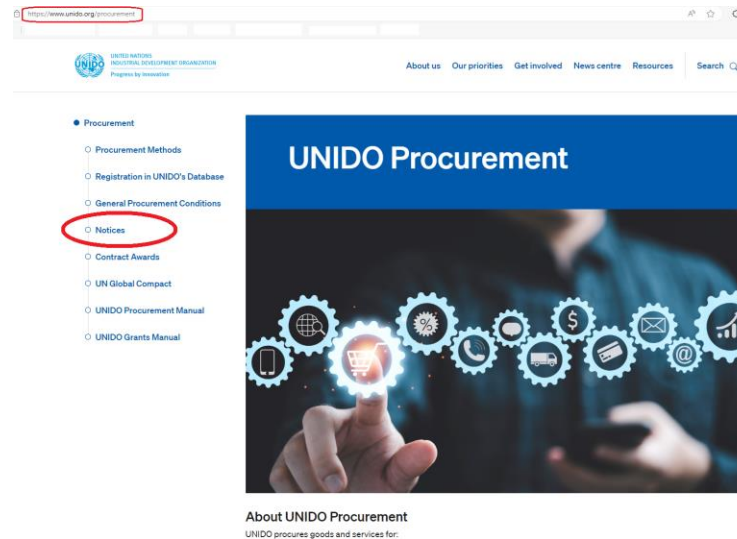 https://www.unido.org/procurement
UNIDO
UNITED NATIONS
INDUSTRIAL DEVELOPMENT ORGANIZATION
Progress by innovation
About us Our priorities Get involved News centre Resources Search
Procurement
Procurement Methods
Registration in UNIDO's Database
General Procurement Conditions
Notices
Contract Awards
UN Global Compact
UNIDO Procurement Manual
UNIDO Grants Manual
UNIDO Procurement
% $ @
About UNIDO Procurement
UNIDO procures goods and services for: